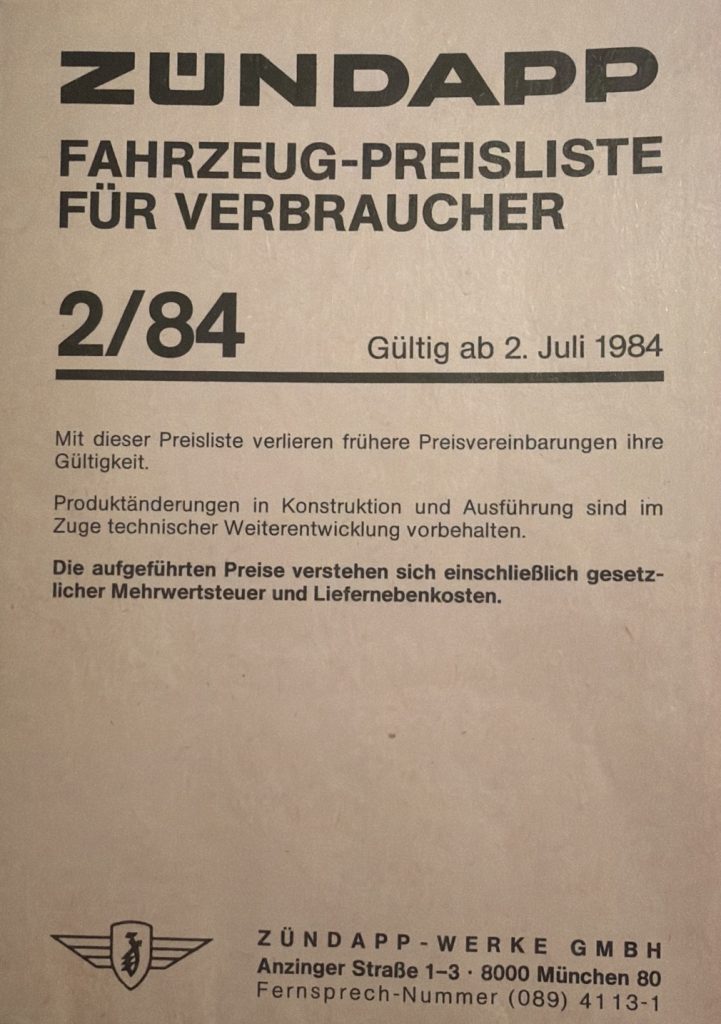 ZÜNDAPP
FAHRZEUG-PREISLISTE
FÜR VERBRAUCHER
2/84
Gültig ab 2. Juli 1984
Mit dieser Preisliste verlieren frühere Preisvereinbarungen ihre
Gültigkeit.
Produktänderungen in Konstruktion und Ausführung sind im
Zuge technischer Weiterentwicklung vorbehalten.
Die aufgeführten Preise verstehen sich einschließlich gesetz-
licher Mehrwertsteuer und Liefernebenkosten.
ZÜNDAPP-WERKE GMBH
Anzinger Straße 1–3 · 8000 München 80
Fernsprech-Nummer (089) 4113-1